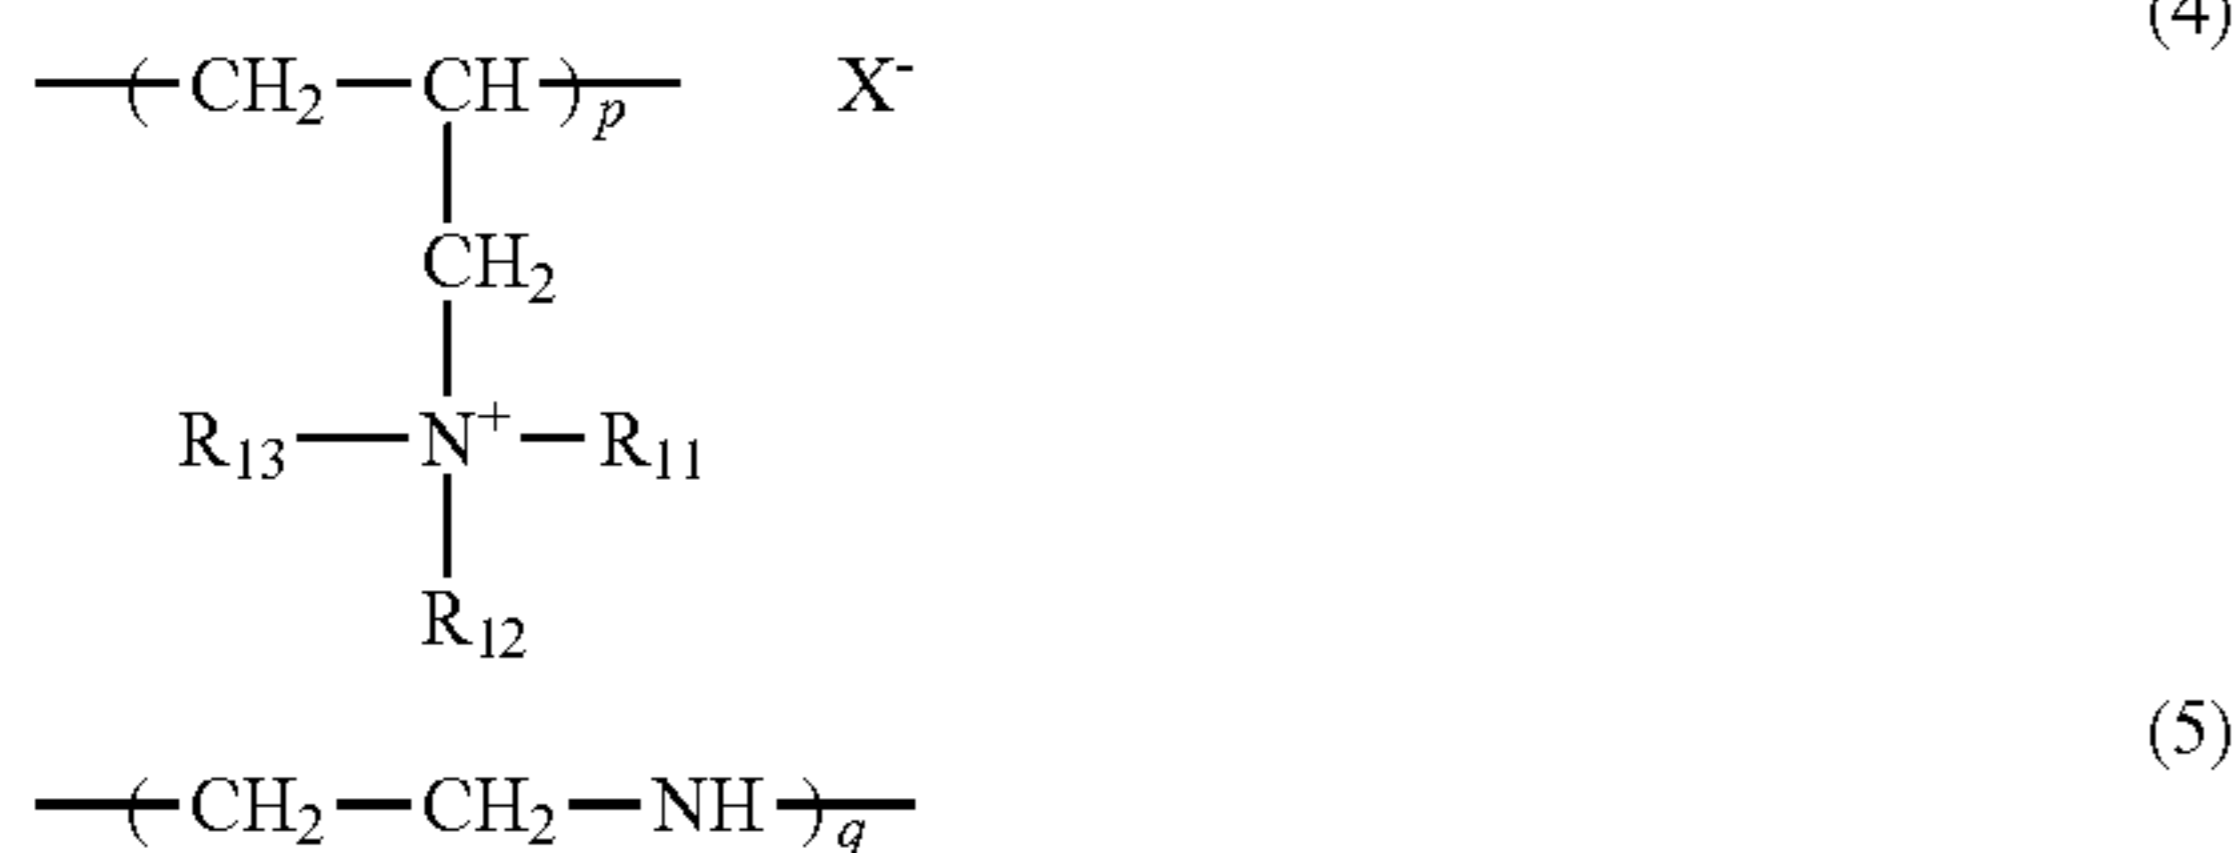 (4)
—(CH₂—CH)p— X⁻
CH₂
R₁₃—N⁺—R₁₁
R₁₂
(5)
—(CH₂—CH₂—NH)q—